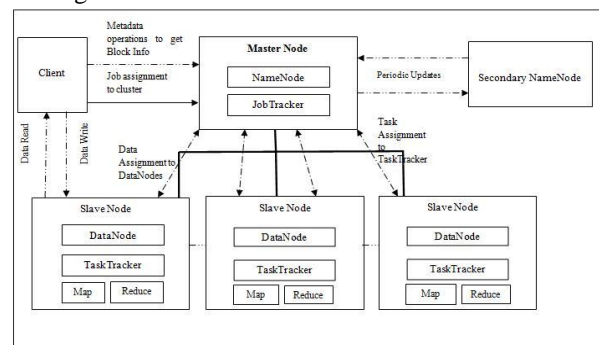 Metadata
operations to get
Block Info
Client
Job assignment
to cluster
Master Node
NameNode
JobTracker
Periodic Updates
Secondary NameNode
Data Read
Data Write
Data
Assignment to
DataNodes
Task
Assignment
to
TaskTracker
Slave Node
DataNode
TaskTracker
Map
Reduce
Slave Node
DataNode
TaskTracker
Map
Reduce
Slave Node
DataNode
TaskTracker
Map
Reduce